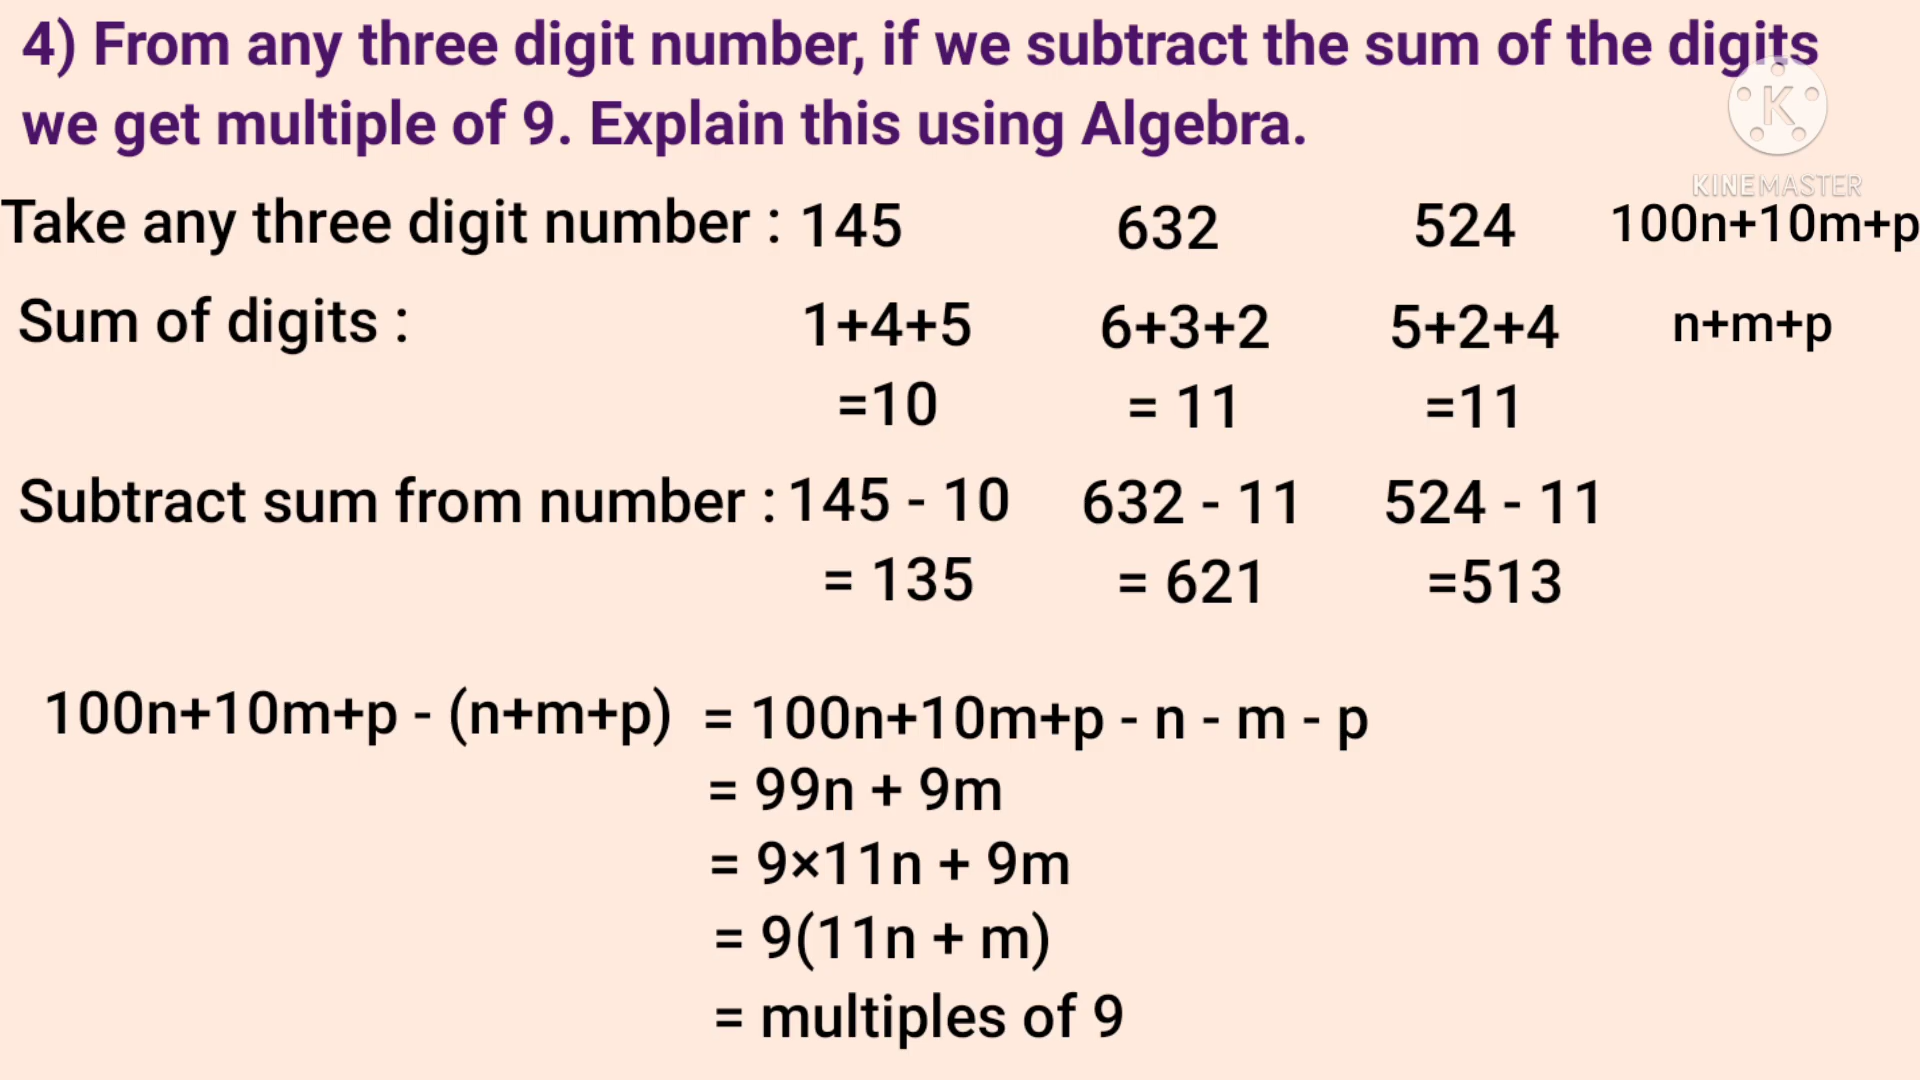 4) From any three digit number, if we subtract the sum of the digits
we get multiple of 9. Explain this using Algebra.
K
KINEMASTER
Take any three digit number : 145 632 524 100n+10m+p
Sum of digits : 1+4+5 6+3+2 5+2+4 n+m+p
=10 = 11 =11
Subtract sum from number : 145 - 10 632 - 11 524 - 11
= 135 = 621 =513
100n+10m+p - (n+m+p) = 100n+10m+p - n - m - p
= 99n + 9m
= 9×11n + 9m
= 9(11n + m)
= multiples of 9